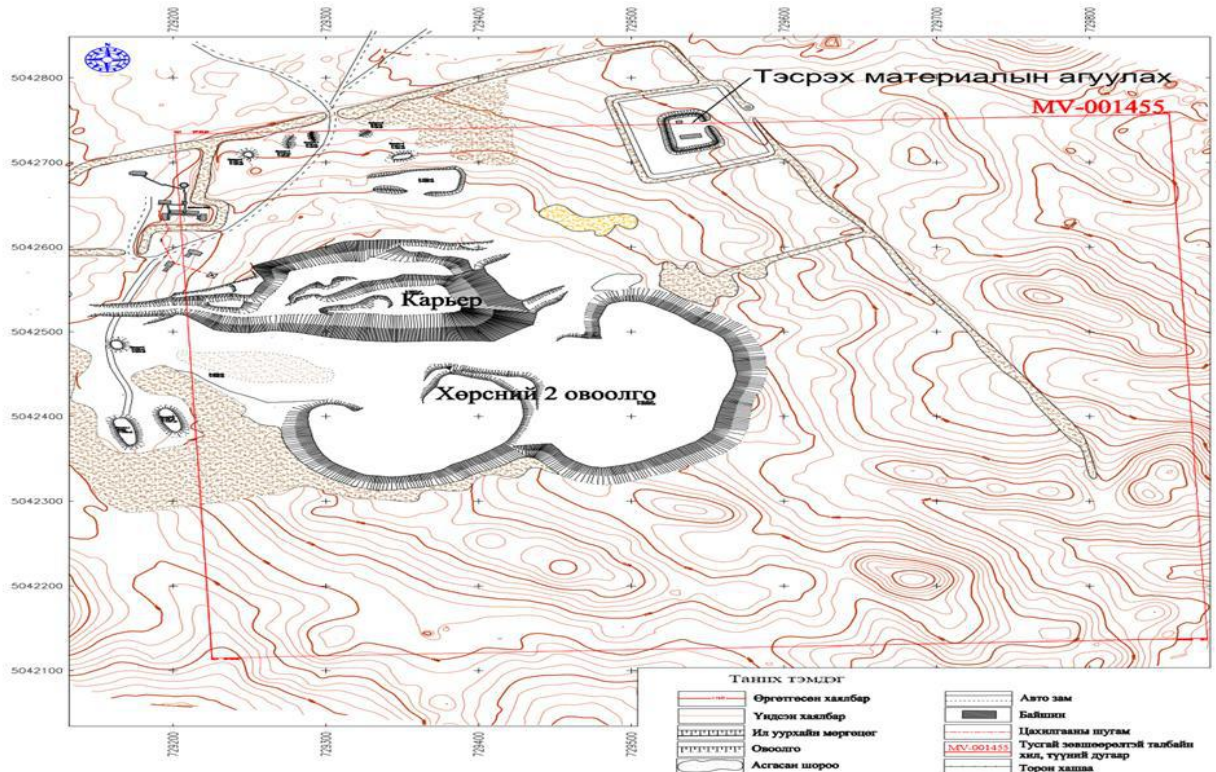 729200 729300 729400 729500 729600 729700 729800
N
5042800
Тэсрэх материалын агуулах
MV-001455
5042700
5042600
Карьер
5042500
Хөрсний 2 овоолго
5042400
5042300
5042200
5042100
729200 729300 729400 729500
Таних тэмдэг
Өргөтгөсөн хаялбар
Үндсэн хаялбар
Ил уурхайн мөргөцөг
Овоолго
Асгасан шороо
Авто зам
Байшин
Цахилгааны шугам
MV-001455 Тусгай зөвшөөрөлтэй талбайн
хил, түүний дугаар
Торон хашаа